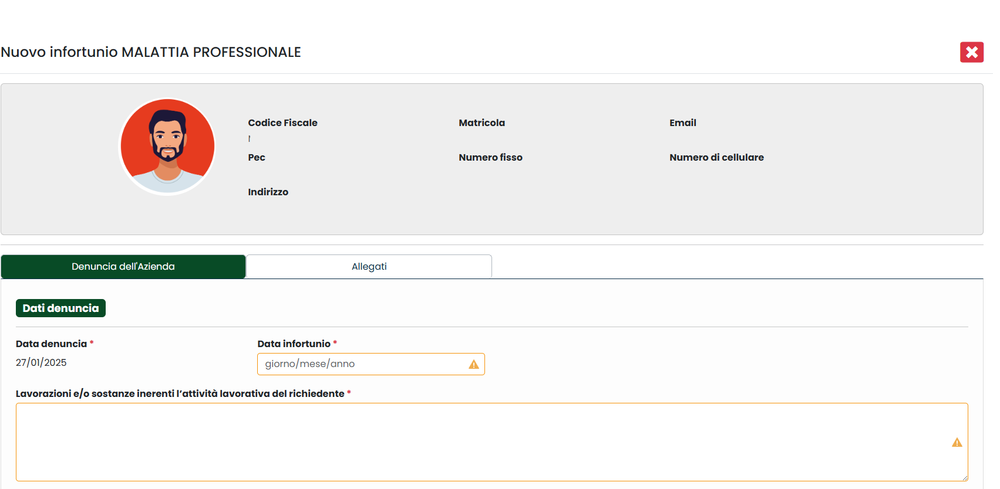 Nuovo infortunio MALATTIA PROFESSIONALE
Codice Fiscale
Matricola
Email
Pec
Numero fisso
Numero di cellulare
Indirizzo
Denuncia dell'Azienda
Allegati
Dati denuncia
Data denuncia *
Data infortunio *
27/01/2025
giorno/mese/anno
Lavorazioni e/o sostanze inerenti l’attività lavorativa del richiedente *